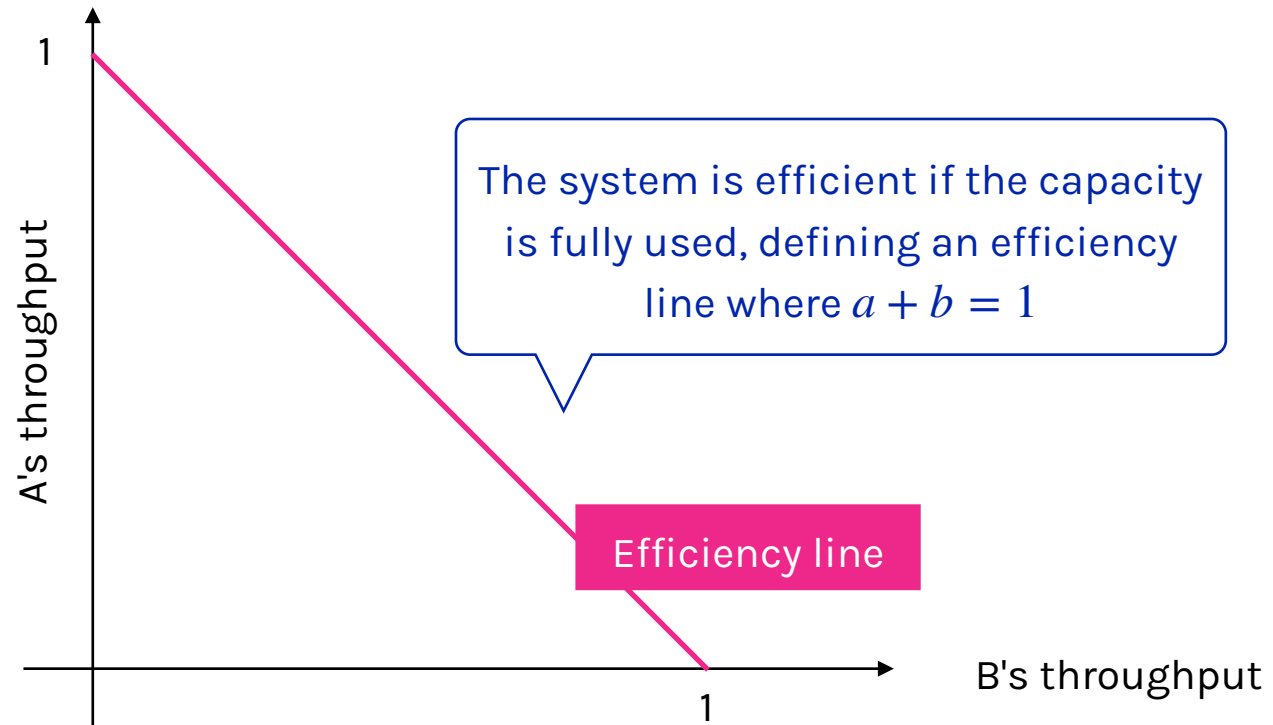 1
A's throughput
The system is efficient if the capacity
is fully used, defining an efficiency
line where a + b = 1
Efficiency line
B's throughput
1